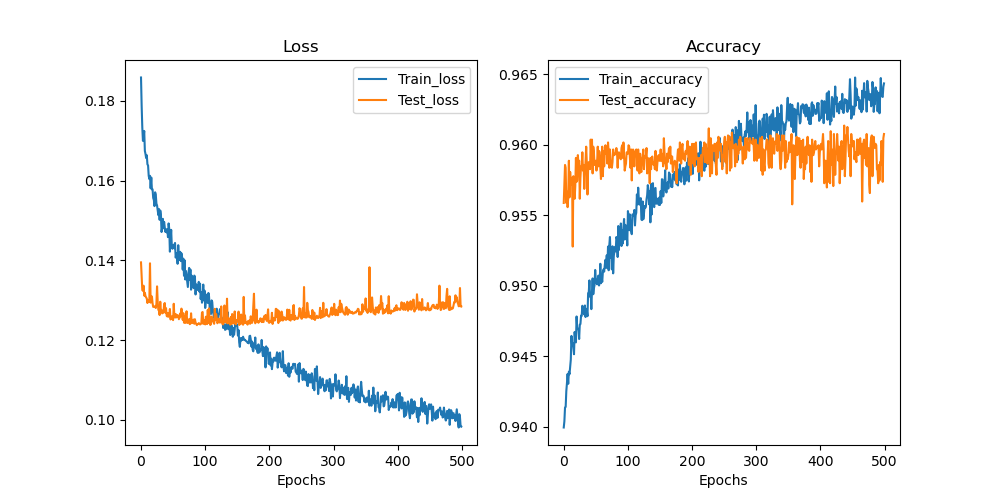 Loss
Train_loss
Test_loss
0.18
0.16
0.14
0.12
0.10
0 100 200 300 400 500
Epochs
Accuracy
Train_accuracy
Test_accuracy
0.965
0.960
0.955
0.950
0.945
0.940
0 100 200 300 400 500
Epochs